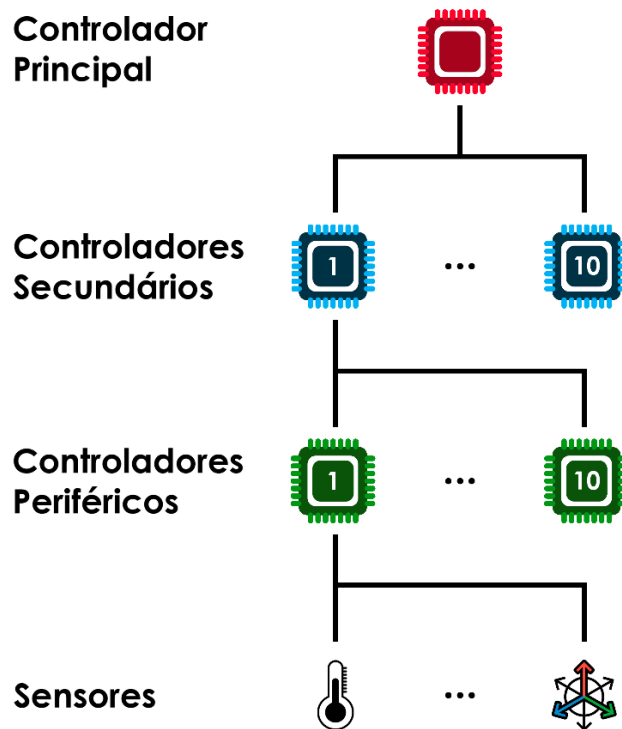 Controlador
Principal
Controladores
Secundários
1 ... 10
Controladores
Periféricos
1 ... 10
Sensores ...